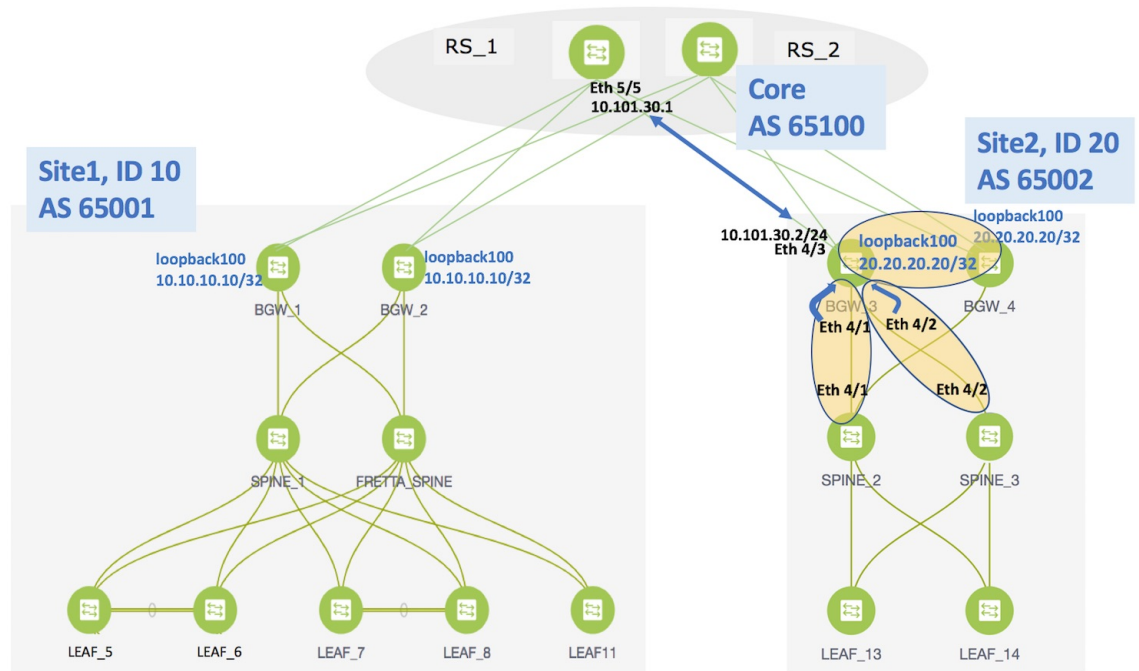 RS_1
RS_2
Eth 5/5
10.101.30.1
Core
AS 65100
Site1, ID 10
AS 65001
Site2, ID 20
AS 65002
loopback100
20.20.20.20/32
10.101.30.2/24
Eth 4/3
loopback100
20.20.20.20/32
loopback100
10.10.10.10/32
loopback100
10.10.10.10/32
BGW_1
BGW_2
BGW_3
BGW_4
Eth 4/1
Eth 4/2
Eth 4/1
Eth 4/2
SPINE_1
FRETTA_SPINE
SPINE_2
SPINE_3
0
0
LEAF_5
LEAF_6
LEAF_7
LEAF_8
LEAF11
LEAF_13
LEAF_14